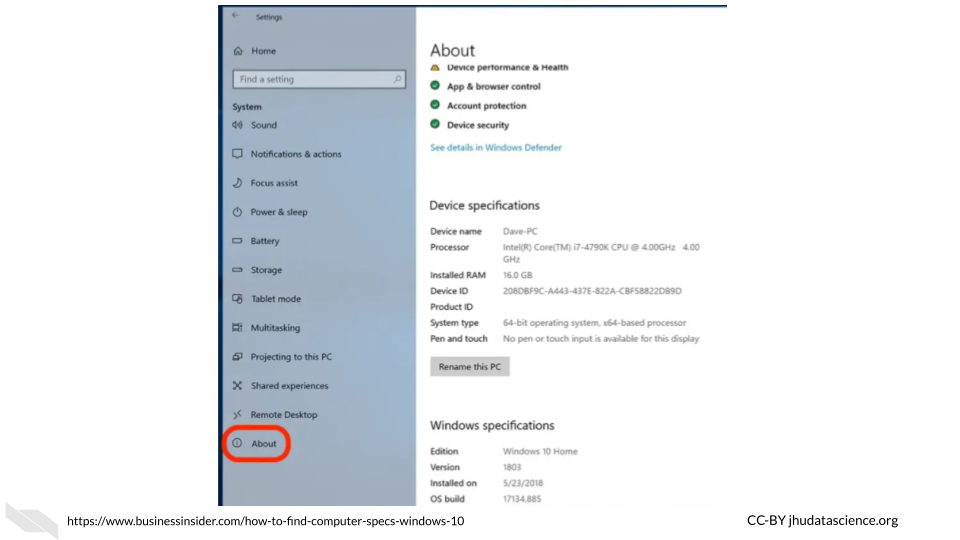 Settings
Home
Find a setting
System
Sound
Notifications & actions
Focus assist
Power & sleep
Battery
Storage
Tablet mode
Multitasking
Projecting to this PC
Shared experiences
Remote Desktop
About
About
Device performance & Health
App & browser control
Account protection
Device security
See details in Windows Defender
Device specifications
Device name Dave-PC
Processor Intel(R) Core(TM) i7-4790K CPU @ 4.00GHz 4.00
GHz
Installed RAM 16.0 GB
Device ID 208DBF9C-A443-437E-822A-CBF58822DB9D
Product ID
System type 64-bit operating system, x64-based processor
Pen and touch No pen or touch input is available for this display
Rename this PC
Windows specifications
Edition Windows 10 Home
Version 1803
Installed on 5/23/2018
OS build 17134.885
https://www.businessinsider.com/how-to-find-computer-specs-windows-10
CC-BY jhudatascience.org